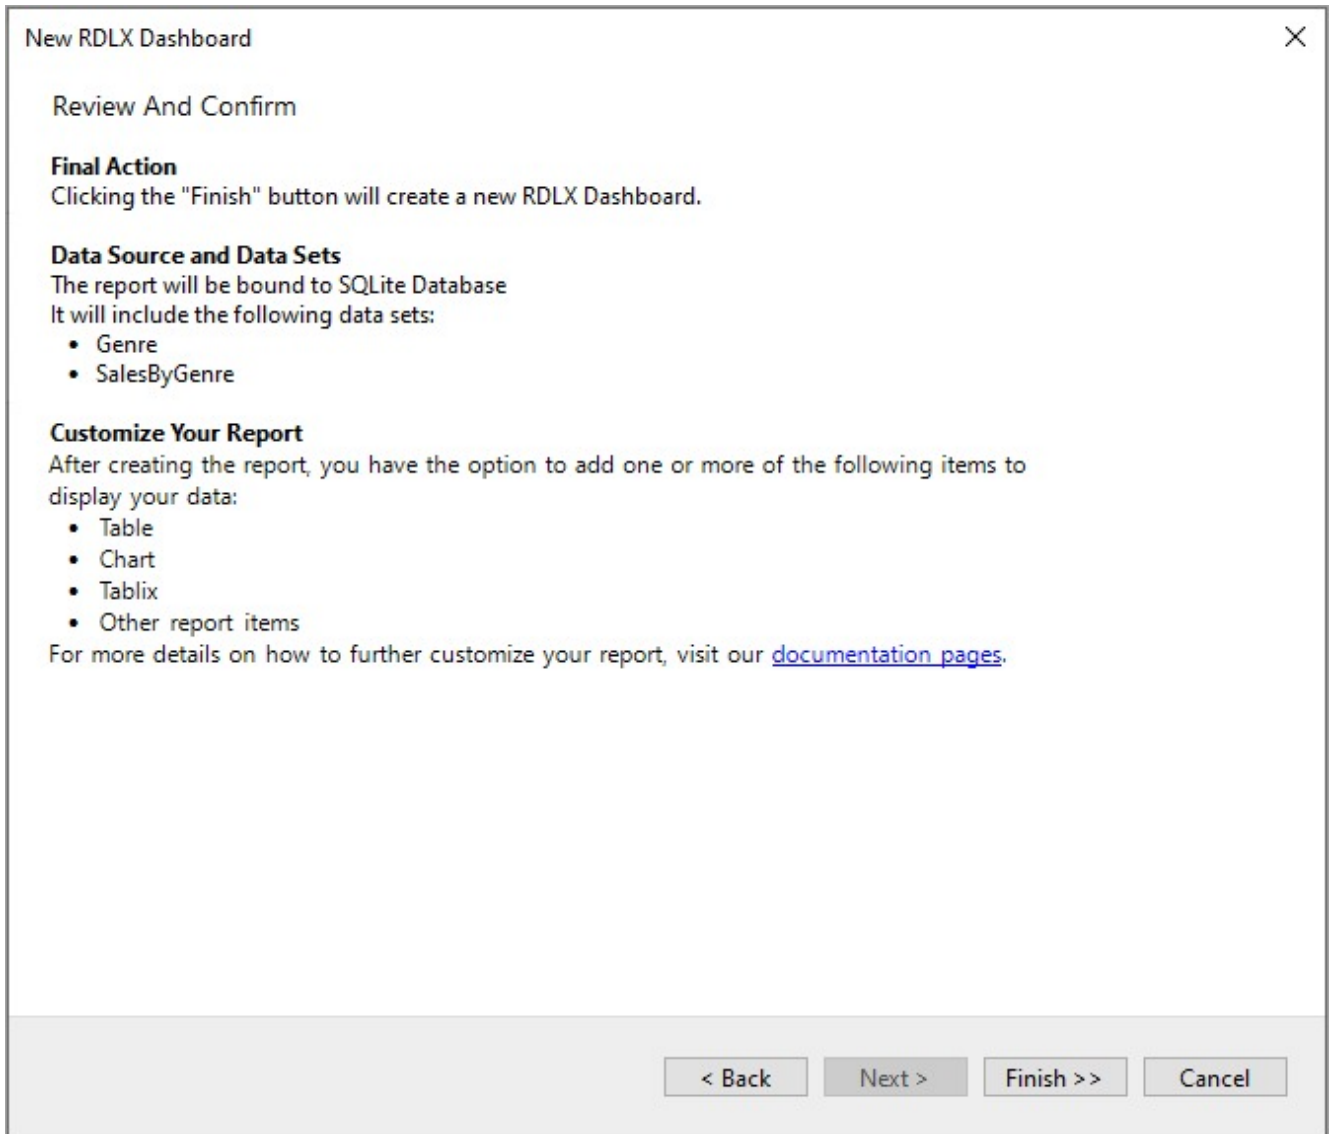 New RDLX Dashboard
Review And Confirm
Final Action
Clicking the "Finish" button will create a new RDLX Dashboard.
Data Source and Data Sets
The report will be bound to SQLite Database
It will include the following data sets:
• Genre
• SalesByGenre
Customize Your Report
After creating the report, you have the option to add one or more of the following items to
display your data:
• Table
• Chart
• Tablix
• Other report items
For more details on how to further customize your report, visit our documentation pages.
< Back Next > Finish >> Cancel